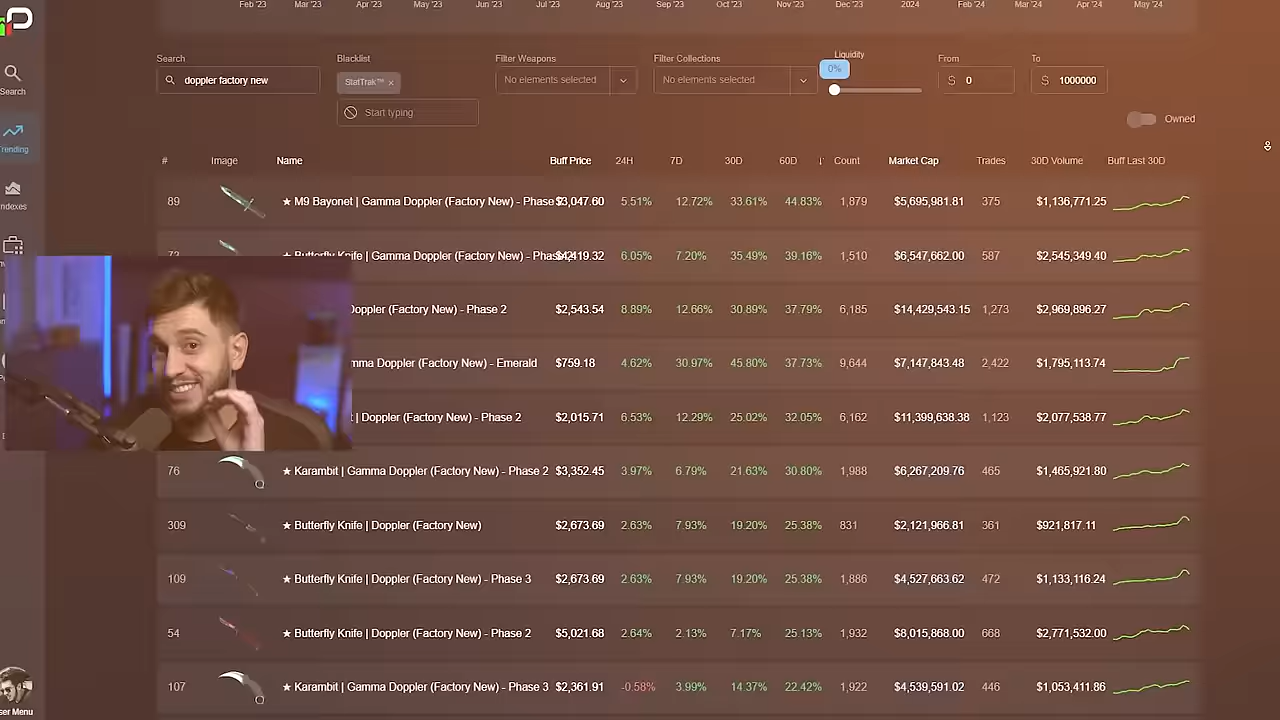 Feb '23 Mar '23 Apr '23 May '23 Jun '23 Jul '23 Aug '23 Sep '23 Oct '23 Nov '23 Dec '23 2024 Feb '24 Mar '24 Apr '24 May '24
Search Blacklist Filter Weapons Filter Collections Liquidity From To
doppler factory new StatTrak™ × No elements selected No elements selected 0% $ 0 $ 1000000
Start typing
Owned
Search
Trending
Indexes
# Image Name Buff Price 24H 7D 30D 60D ↓ Count Market Cap Trades 30D Volume Buff Last 30D
89 ★ M9 Bayonet | Gamma Doppler (Factory New) - Phase $3,047.60 5.51% 12.72% 33.61% 44.83% 1,879 $5,695,981.81 375 $1,136,771.25
★ Butterfly Knife | Gamma Doppler (Factory New) - Phase 6.05% 7.20% 35.49% 39.16% 1,510 $6,547,662.00 587 $2,545,349.40
Doppler (Factory New) - Phase 2 $2,543.54 8.89% 12.66% 30.89% 37.79% 6,185 $14,429,543.15 1,273 $2,969,896.27
mma Doppler (Factory New) - Emerald $759.18 4.62% 30.97% 45.80% 37.73% 9,644 $7,147,843.48 2,422 $1,795,113.74
| Doppler (Factory New) - Phase 2 $2,015.71 6.53% 12.29% 25.02% 32.05% 6,162 $11,399,638.38 1,123 $2,077,538.77
76 ★ Karambit | Gamma Doppler (Factory New) - Phase 2 $3,352.45 3.97% 6.79% 21.63% 30.80% 1,988 $6,267,209.76 465 $1,465,921.80
309 ★ Butterfly Knife | Doppler (Factory New) $2,673.69 2.63% 7.93% 19.20% 25.38% 831 $2,121,966.81 361 $921,817.11
109 ★ Butterfly Knife | Doppler (Factory New) - Phase 3 $2,673.69 2.63% 7.93% 19.20% 25.38% 1,886 $4,527,663.62 472 $1,133,116.24
54 ★ Butterfly Knife | Doppler (Factory New) - Phase 2 $5,021.68 2.64% 2.13% 7.17% 25.13% 1,932 $8,015,868.00 668 $2,771,532.00
107 ★ Karambit | Gamma Doppler (Factory New) - Phase 3 $2,361.91 -0.58% 3.99% 14.37% 22.42% 1,922 $4,539,591.02 446 $1,053,411.86
ser Menu